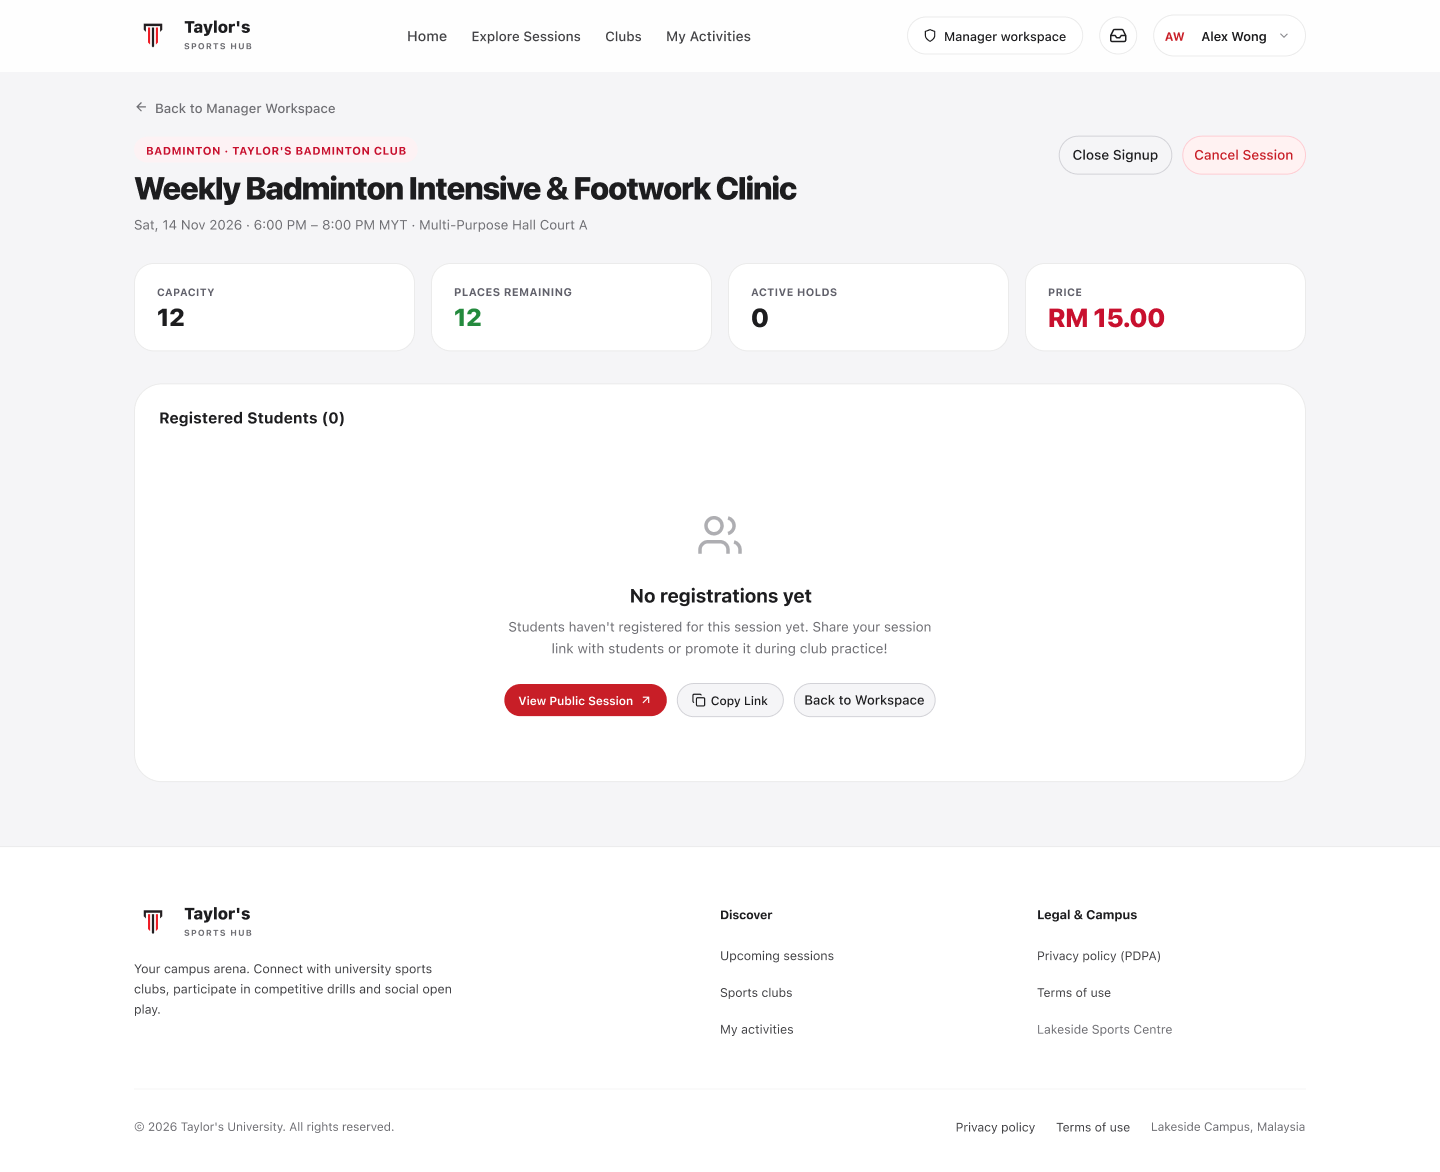 Taylor's
SPORTS HUB
Home
Explore Sessions
Clubs
My Activities
Manager workspace
AW
Alex Wong
Back to Manager Workspace
BADMINTON · TAYLOR'S BADMINTON CLUB
Close Signup
Cancel Session
Weekly Badminton Intensive & Footwork Clinic
Sat, 14 Nov 2026 · 6:00 PM – 8:00 PM MYT · Multi-Purpose Hall Court A
CAPACITY
12
PLACES REMAINING
12
ACTIVE HOLDS
0
PRICE
RM 15.00
Registered Students (0)
No registrations yet
Students haven't registered for this session yet. Share your session
link with students or promote it during club practice!
View Public Session
Copy Link
Back to Workspace
Taylor's
SPORTS HUB
Your campus arena. Connect with university sports
clubs, participate in competitive drills and social open
play.
Discover
Upcoming sessions
Sports clubs
My activities
Legal & Campus
Privacy policy (PDPA)
Terms of use
Lakeside Sports Centre
© 2026 Taylor's University. All rights reserved.
Privacy policy
Terms of use
Lakeside Campus, Malaysia